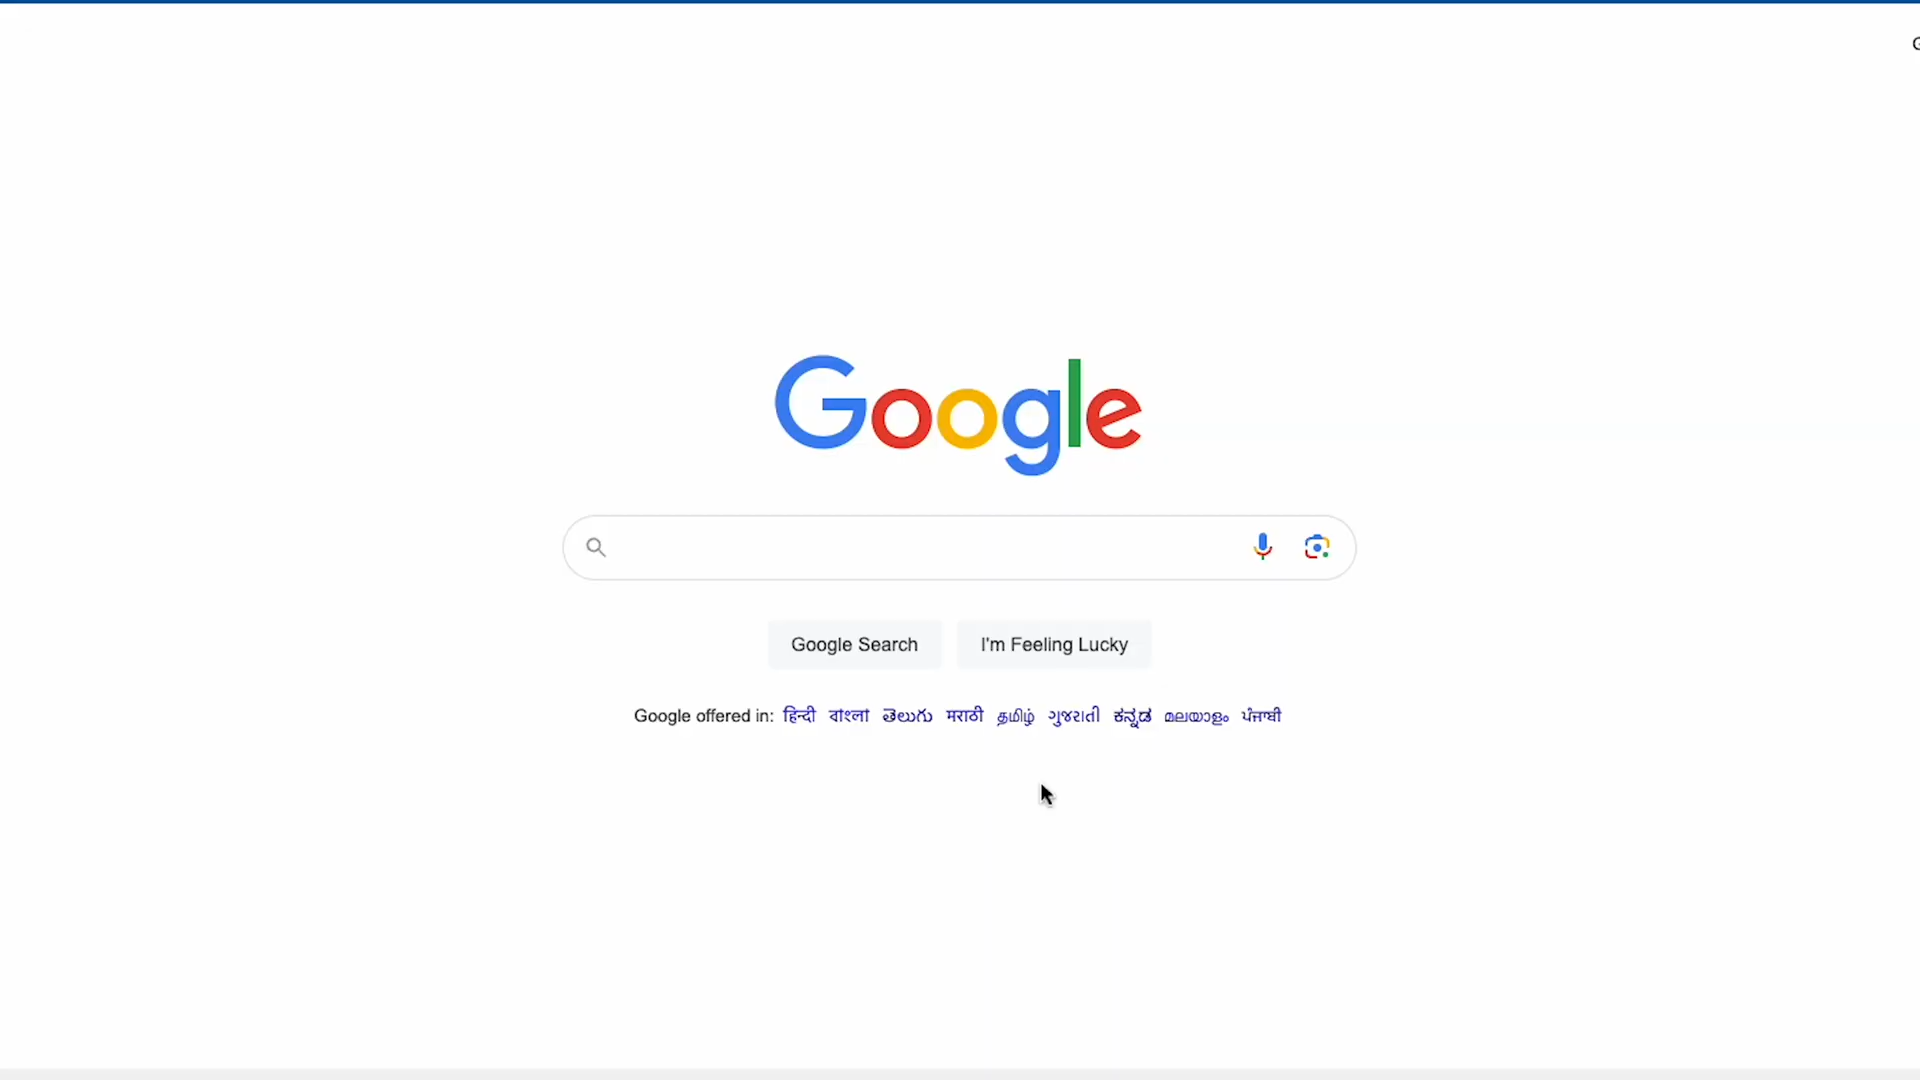 Google
Google Search I'm Feeling Lucky
Google offered in: हिन्दी বাংলা తెలుగు मराठी தமிழ் ગુજરાતી ಕನ್ನಡ മലയാളം ਪੰਜਾਬੀ